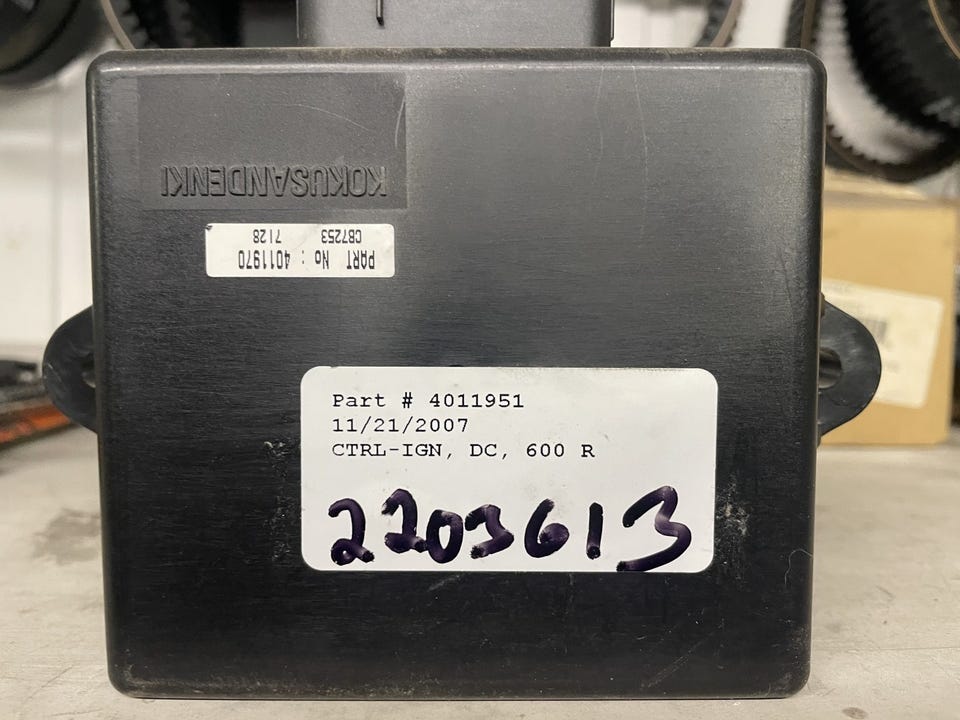 KOKUSANDENKI
PART No : 4011970
CB7253 7128
Part # 4011951
11/21/2007
CTRL-IGN, DC, 600 R
2203613